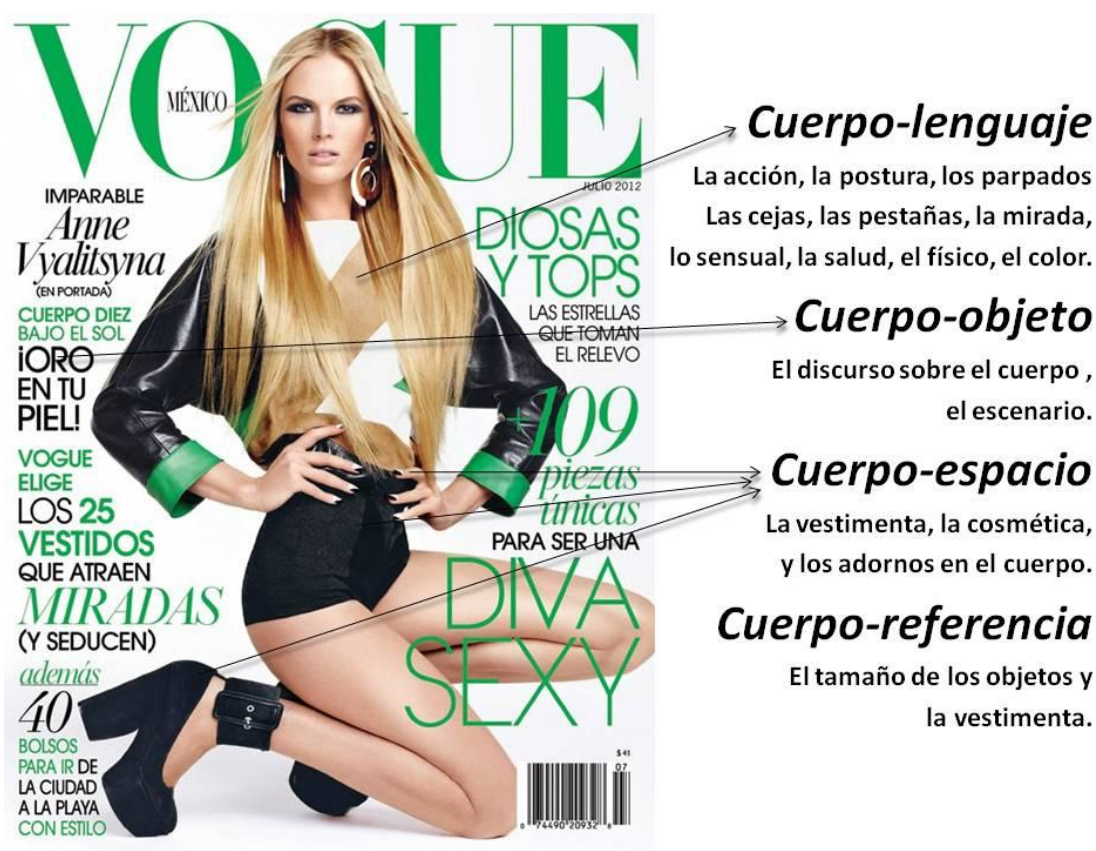 VOGUE
MÉXICO
JULIO 2012
IMPARABLE
Anne
Vyalitsyna
(EN PORTADA)
CUERPO DIEZ
BAJO EL SOL
¡ORO
EN TU
PIEL!
VOGUE
ELIGE
LOS 25
VESTIDOS
QUE ATRAEN
MIRADAS
(Y SEDUCEN)
además
40
BOLSOS
PARA IR DE
LA CIUDAD
A LA PLAYA
CON ESTILO
DIOSAS
Y TOPS
LAS ESTRELLAS
QUE TOMAN
EL RELEVO
+109
piezas
únicas
PARA SER UNA
DIVA
SEXY
$ 41
07
0 74490 20932 8
Cuerpo-lenguaje
La acción, la postura, los parpados
Las cejas, las pestañas, la mirada,
lo sensual, la salud, el físico, el color.
Cuerpo-objeto
El discurso sobre el cuerpo ,
el escenario.
Cuerpo-espacio
La vestimenta, la cosmética,
y los adornos en el cuerpo.
Cuerpo-referencia
El tamaño de los objetos y
la vestimenta.